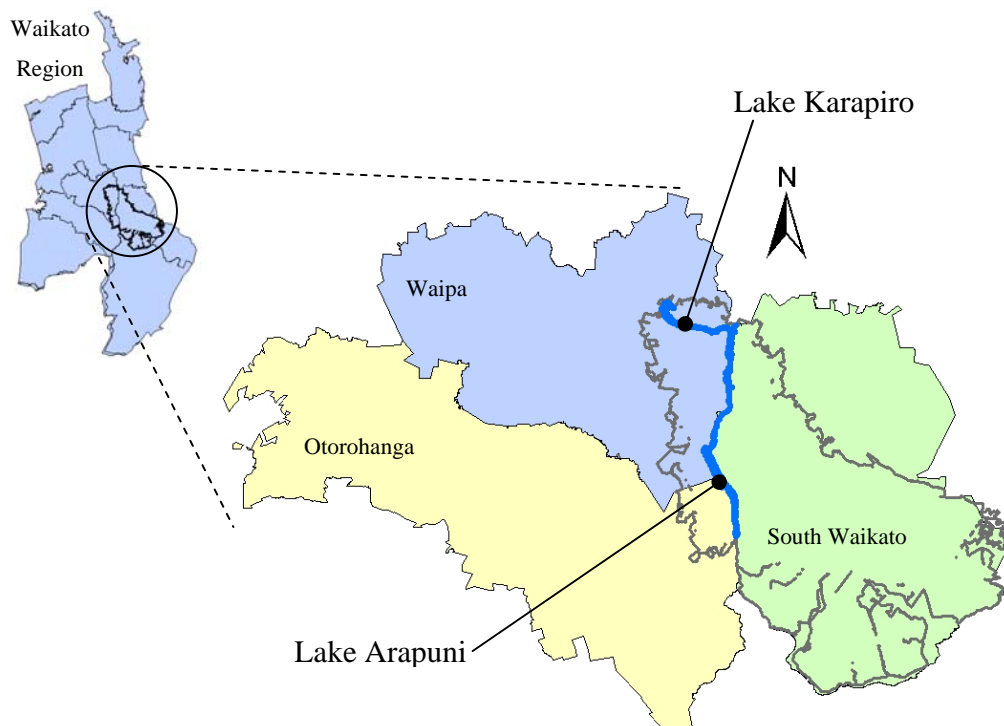 Waikato
Region
Lake Karapiro
N
Waipa
Otorohanga
South Waikato
Lake Arapuni